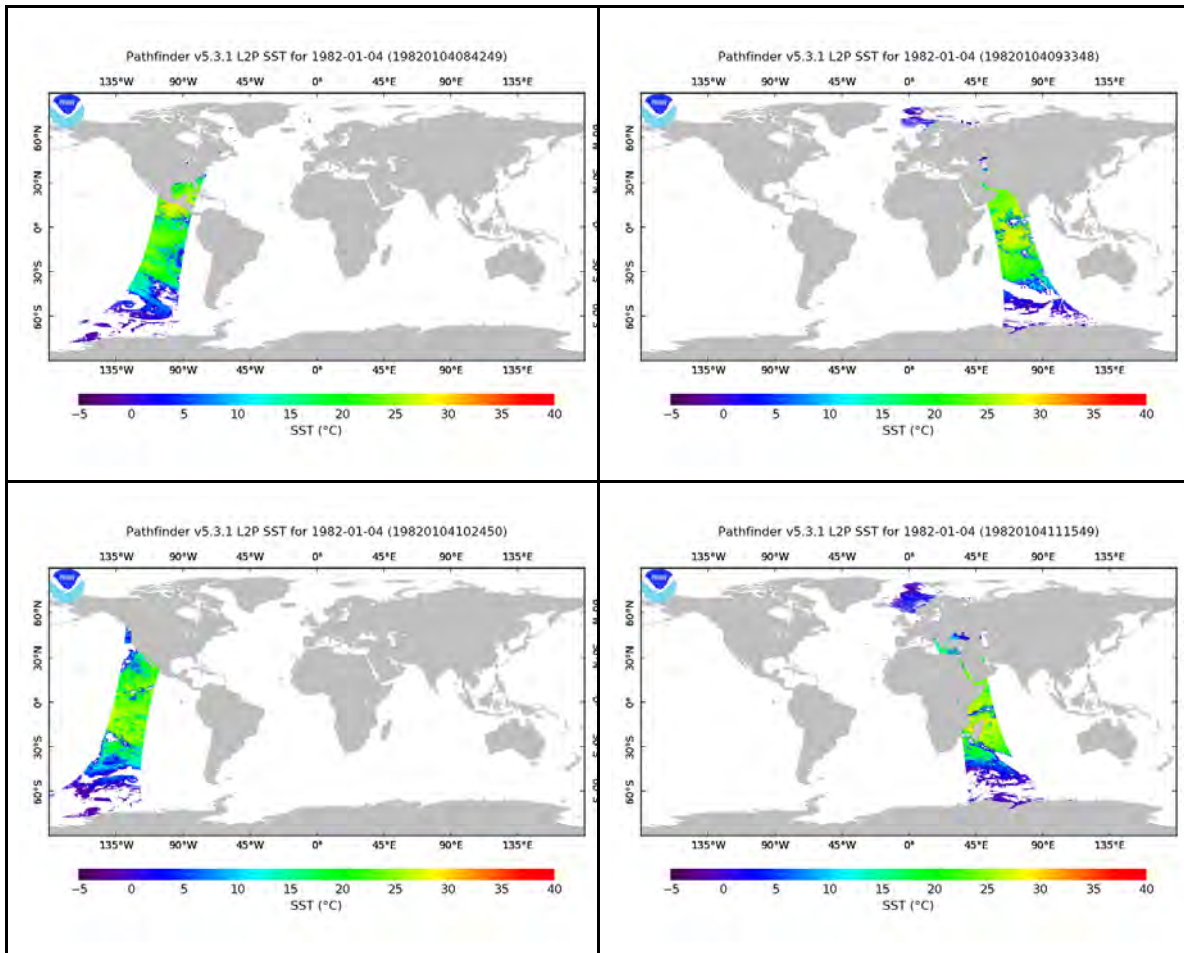 Pathfinder v5.3.1 L2P SST for 1982-01-04 (19820104084249)
135°W 90°W 45°W 0° 45°E 90°E 135°E
60°N
30°N
0°
30°S
60°S
135°W 90°W 45°W 0° 45°E 90°E 135°E
−5 0 5 10 15 20 25 30 35 40
SST (°C)
Pathfinder v5.3.1 L2P SST for 1982-01-04 (19820104093348)
135°W 90°W 45°W 0° 45°E 90°E 135°E
60°N
30°N
0°
30°S
60°S
135°W 90°W 45°W 0° 45°E 90°E 135°E
−5 0 5 10 15 20 25 30 35 40
SST (°C)
Pathfinder v5.3.1 L2P SST for 1982-01-04 (19820104102450)
135°W 90°W 45°W 0° 45°E 90°E 135°E
60°N
30°N
0°
30°S
60°S
135°W 90°W 45°W 0° 45°E 90°E 135°E
−5 0 5 10 15 20 25 30 35 40
SST (°C)
Pathfinder v5.3.1 L2P SST for 1982-01-04 (19820104111549)
135°W 90°W 45°W 0° 45°E 90°E 135°E
60°N
30°N
0°
30°S
60°S
135°W 90°W 45°W 0° 45°E 90°E 135°E
−5 0 5 10 15 20 25 30 35 40
SST (°C)